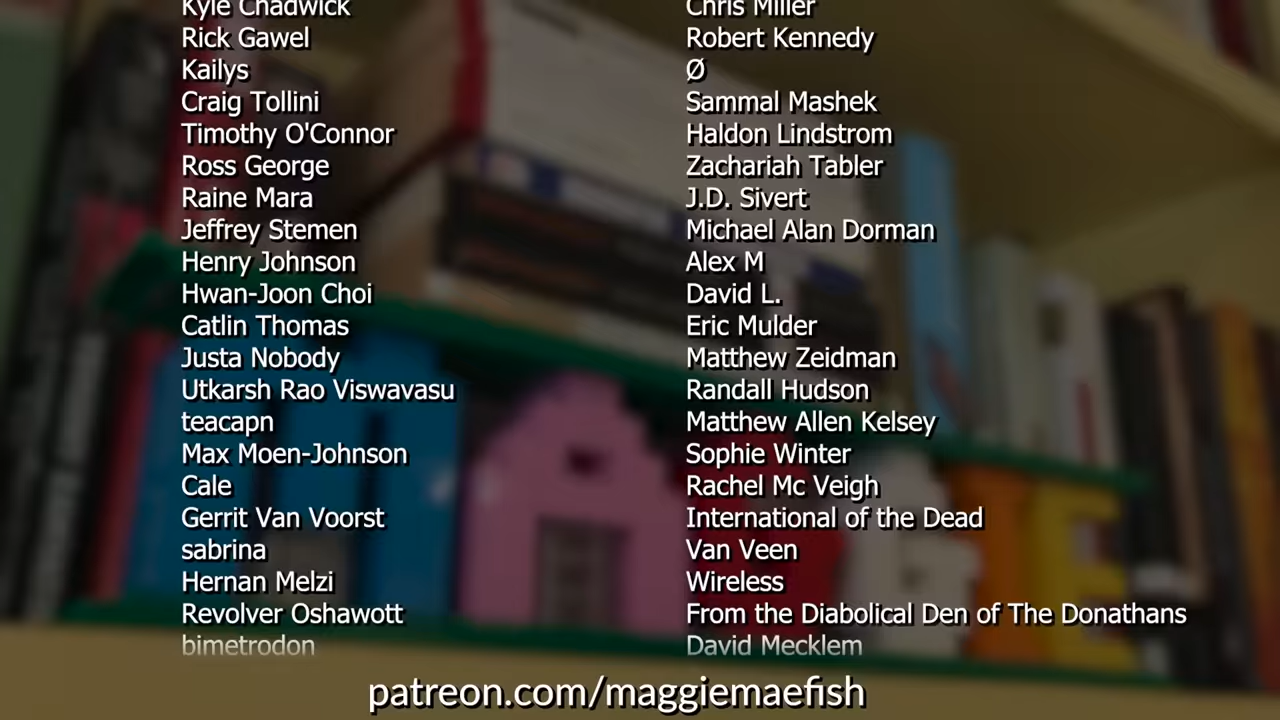 Kyle Chadwick
Rick Gawel
Kailys
Craig Tollini
Timothy O'Connor
Ross George
Raine Mara
Jeffrey Stemen
Henry Johnson
Hwan-Joon Choi
Catlin Thomas
Justa Nobody
Utkarsh Rao Viswavasu
teacapn
Max Moen-Johnson
Cale
Gerrit Van Voorst
sabrina
Hernan Melzi
Revolver Oshawott
bimetrodon
Chris Miller
Robert Kennedy
Ø
Sammal Mashek
Haldon Lindstrom
Zachariah Tabler
J.D. Sivert
Michael Alan Dorman
Alex M
David L.
Eric Mulder
Matthew Zeidman
Randall Hudson
Matthew Allen Kelsey
Sophie Winter
Rachel Mc Veigh
International of the Dead
Van Veen
Wireless
From the Diabolical Den of The Donathans
David Mecklem
patreon.com/maggiemaefish